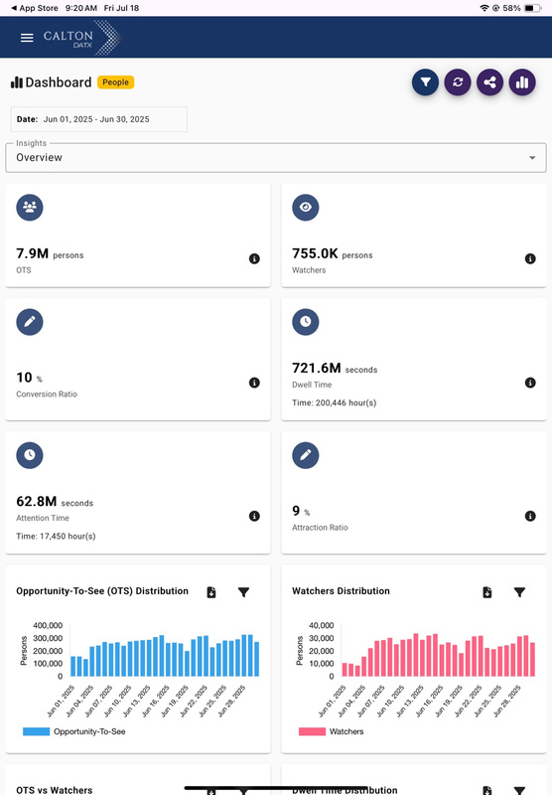 App Store 9:20 AM Fri Jul 18 58%
CALTON
DATX
Dashboard People
Date: Jun 01, 2025 - Jun 30, 2025
Insights
Overview
7.9M persons
OTS
755.0K persons
Watchers
10 %
Conversion Ratio
721.6M seconds
Dwell Time
Time: 200,446 hour(s)
62.8M seconds
Attention Time
Time: 17,450 hour(s)
9 %
Attraction Ratio
Opportunity-To-See (OTS) Distribution
Persons
400,000
300,000
200,000
100,000
0
Jun 01, 2025
Jun 04, 2025
Jun 07, 2025
Jun 10, 2025
Jun 13, 2025
Jun 16, 2025
Jun 19, 2025
Jun 22, 2025
Jun 25, 2025
Jun 28, 2025
Opportunity-To-See
Watchers Distribution
Persons
40,000
30,000
20,000
10,000
0
Jun 01, 2025
Jun 04, 2025
Jun 07, 2025
Jun 10, 2025
Jun 13, 2025
Jun 16, 2025
Jun 19, 2025
Jun 22, 2025
Jun 25, 2025
Jun 28, 2025
Watchers
OTS vs Watchers
Dwell Time Distribution